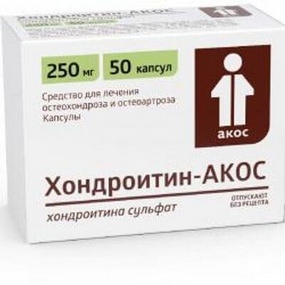 250 мг 50 капсул
Средство для лечения
остеохондроза и остеоартроза
Капсулы
акос
Хондроитин-АКОС
хондроитина сульфат
ОТПУСКАЮТ
БЕЗ РЕЦЕПТА